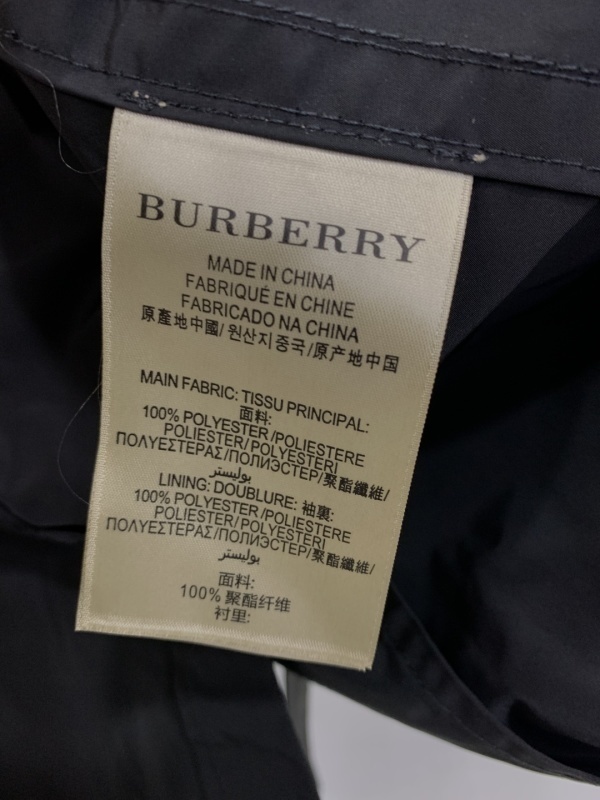 BURBERRY
MADE IN CHINA
FABRIQUÉ EN CHINE
FABRICADO NA CHINA
原產地中國/원산지중국/原产地中国
MAIN FABRIC: TISSU PRINCIPAL:
面料:
100% POLYESTER/POLIESTERE
POLIESTER/POLYESTERI
ΠΟΛΥΕΣΤΕΡΑΣ/ПОЛИЭСТЕР/聚酯纖維/
بوليستر
LINING: DOUBLURE: 袖裏:
100% POLYESTER/POLIESTERE
POLIESTER/POLYESTERI
ΠΟΛΥΕΣΤΕΡΑΣ/ПОЛИЭСТЕР/聚酯纖維/
بوليستر
面料:
100% 聚酯纤维
衬里: